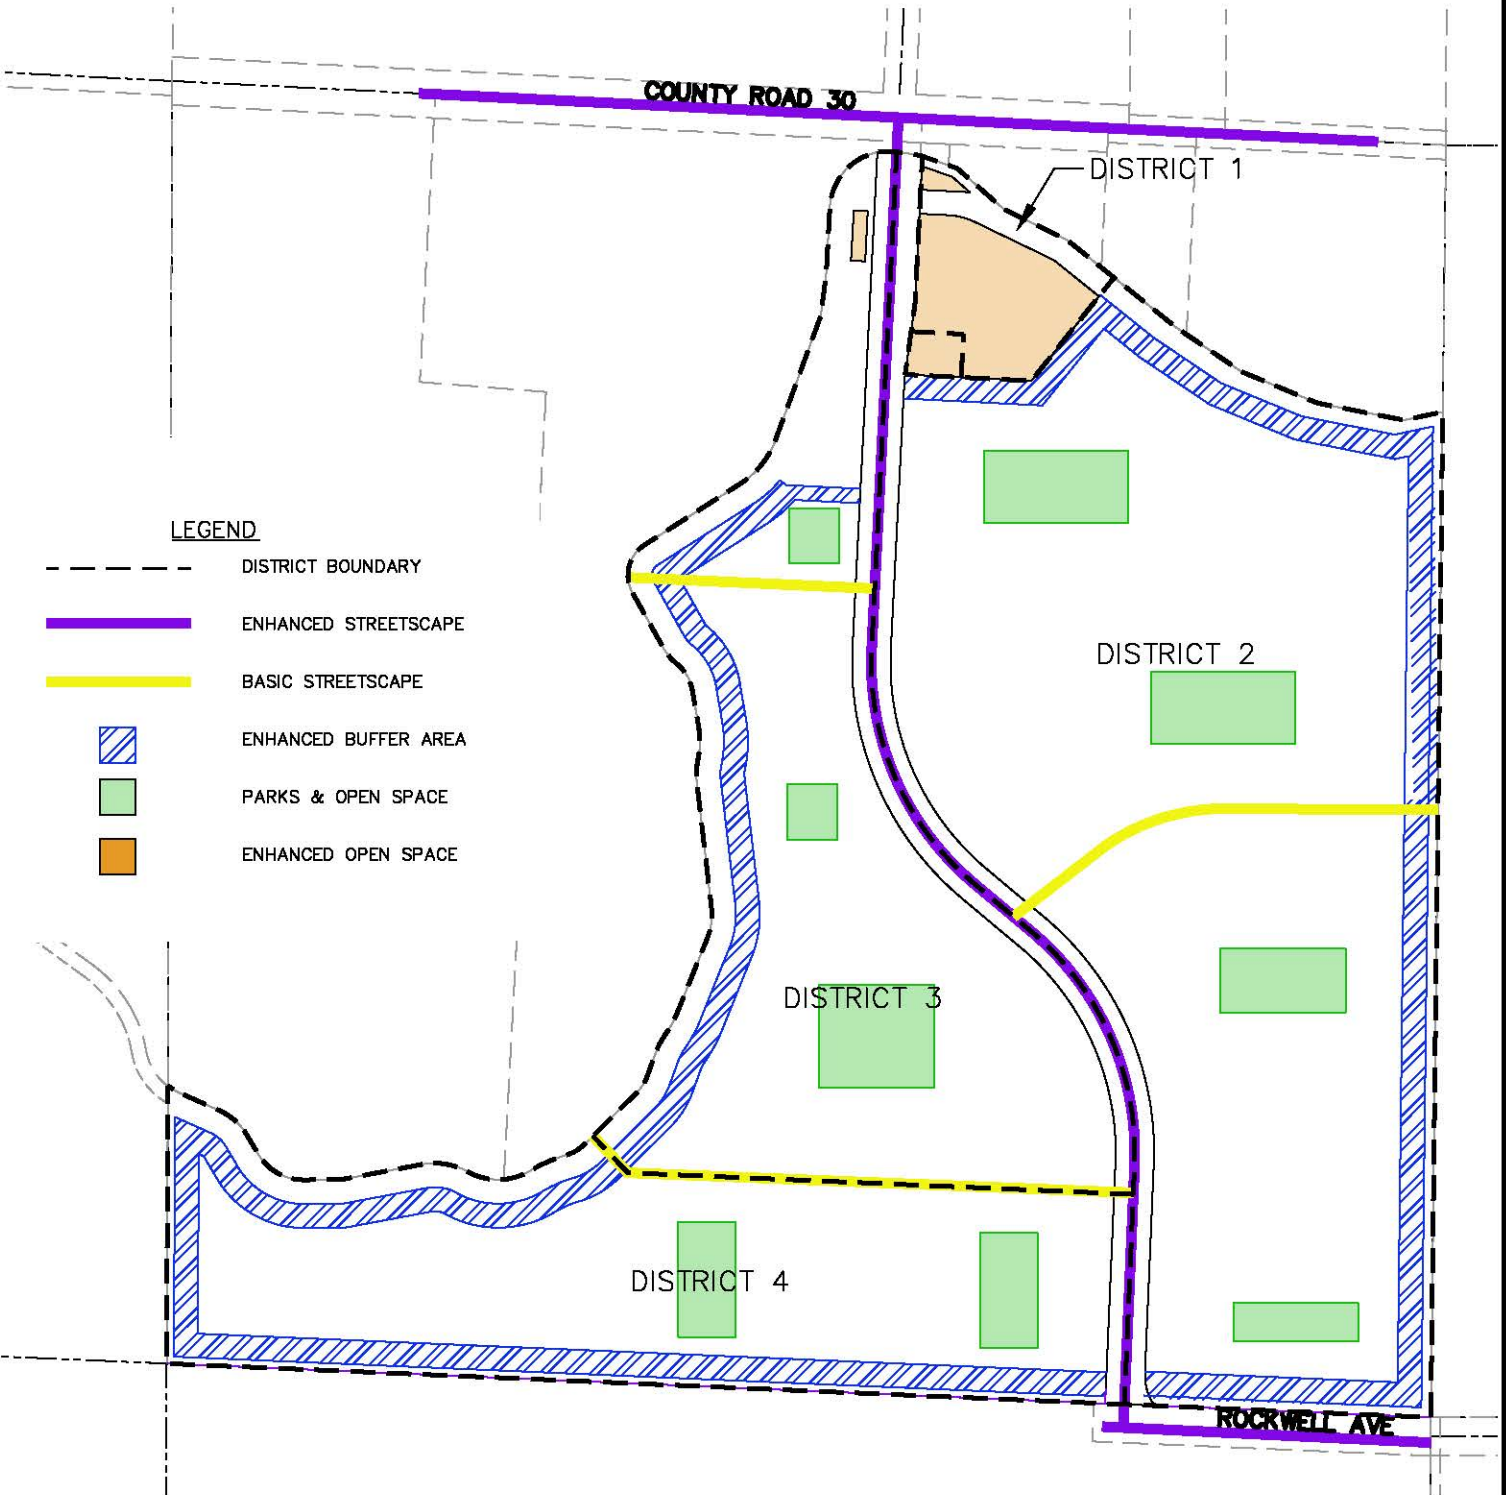 COUNTY ROAD 30
DISTRICT 1
LEGEND
DISTRICT BOUNDARY
ENHANCED STREETSCAPE
BASIC STREETSCAPE
ENHANCED BUFFER AREA
PARKS & OPEN SPACE
ENHANCED OPEN SPACE
DISTRICT 2
DISTRICT 3
DISTRICT 4
ROCKWELL AVE